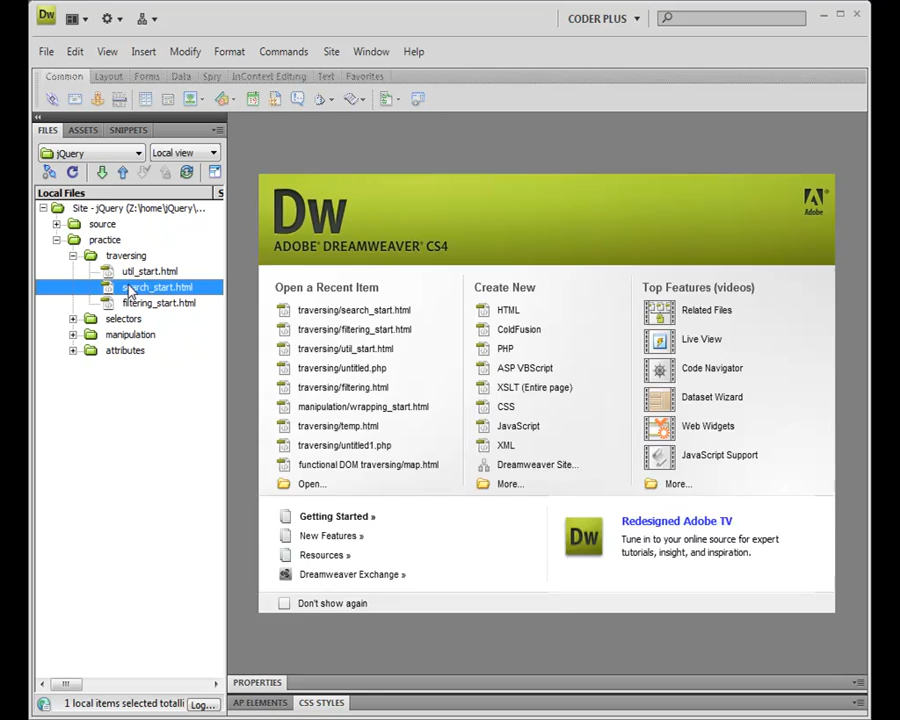 Dw CODER PLUS
File Edit View Insert Modify Format Commands Site Window Help
Common Layout Forms Data Spry InContext Editing Text Favorites
FILES ASSETS SNIPPETS
jQuery Local view
Local Files S
Site - jQuery (Z:\home\jQuery\...
source
practice
traversing
util_start.html
search_start.html
filtering_start.html
selectors
manipulation
attributes
Dw
ADOBE® DREAMWEAVER® CS4
Adobe
Open a Recent Item
traversing/search_start.html
traversing/filtering_start.html
traversing/util_start.html
traversing/untitled.php
traversing/filtering.html
manipulation/wrapping_start.html
traversing/temp.html
traversing/untitled1.php
functional DOM traversing/map.html
Open...
Create New
HTML
ColdFusion
PHP
ASP VBScript
XSLT (Entire page)
CSS
JavaScript
XML
Dreamweaver Site...
More...
Top Features (videos)
Related Files
Live View
Code Navigator
Dataset Wizard
Web Widgets
JavaScript Support
More...
Getting Started »
New Features »
Resources »
Dreamweaver Exchange »
Dw
Redesigned Adobe TV
Tune in to your online source for expert
tutorials, insight, and inspiration.
Don't show again
PROPERTIES
1 local items selected totalli Log...
AP ELEMENTS CSS STYLES